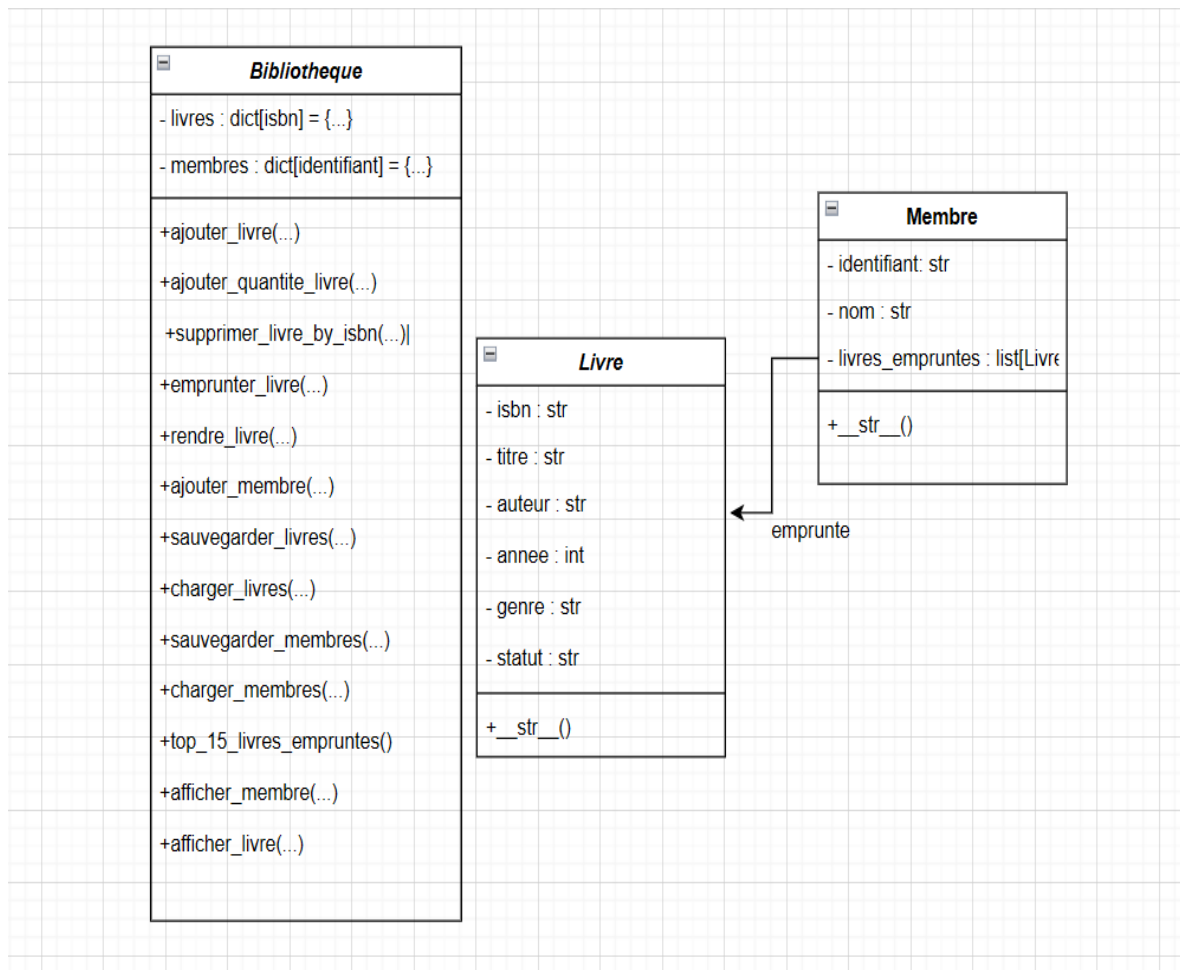 Bibliotheque
- livres : dict[isbn] = {...}
- membres : dict[identifiant] = {...}
+ajouter_livre(...)
+ajouter_quantite_livre(...)
+supprimer_livre_by_isbn(...)|
+emprunter_livre(...)
+rendre_livre(...)
+ajouter_membre(...)
+sauvegarder_livres(...)
+charger_livres(...)
+sauvegarder_membres(...)
+charger_membres(...)
+top_15_livres_empruntes()
+afficher_membre(...)
+afficher_livre(...)
Livre
- isbn : str
- titre : str
- auteur : str
- annee : int
- genre : str
- statut : str
+__str__()
Membre
- identifiant: str
- nom : str
- livres_empruntes : list[Livre
+__str__()
emprunte